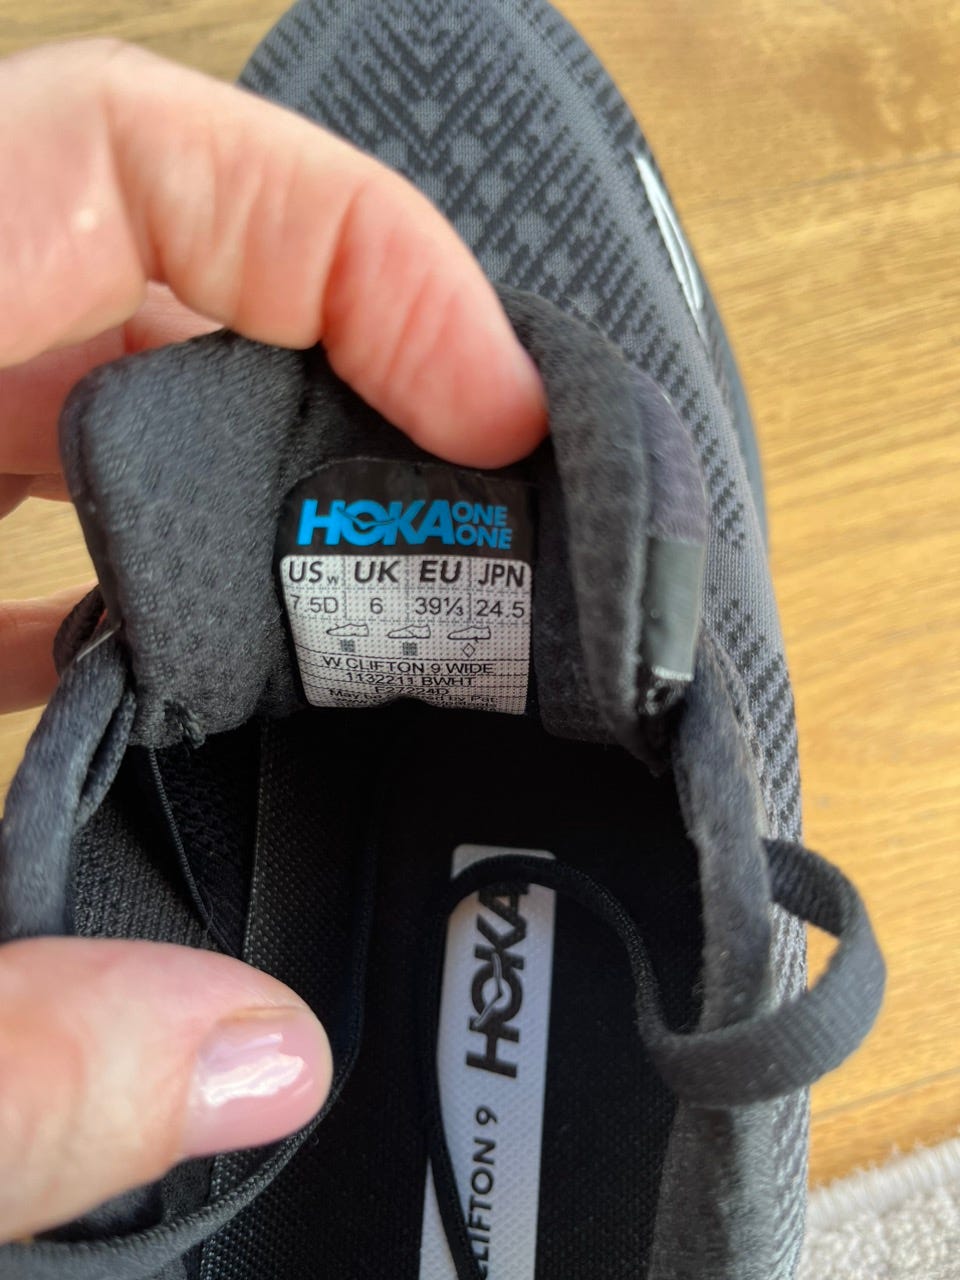 HOKA ONE ONE
US w UK EU JPN
7.5D 6 39⅓ 24.5
W CLIFTON 9 WIDE
1132211 BWHT
May
HOKA
CLIFTON 9